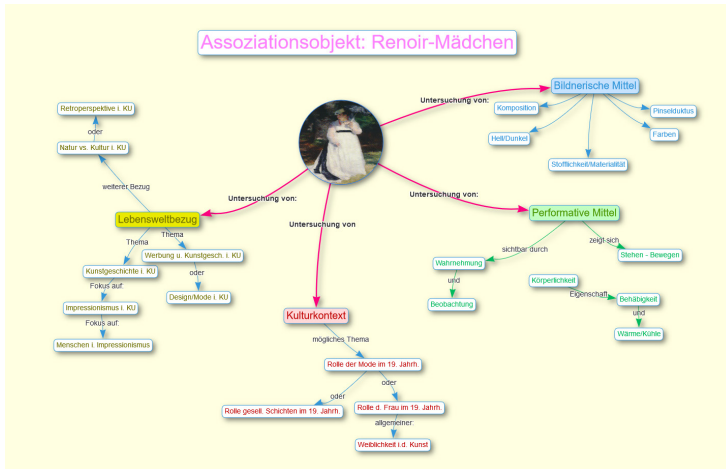 Assoziationsobjekt: Renoir-Mädchen
Untersuchung von:
Bildnerische Mittel
Komposition
Hell/Dunkel
Stofflichkeit/Materialität
Farben
Pinselduktus
Untersuchung von:
Performative Mittel
sichtbar durch
Wahrnehmung
und
Beobachtung
zeigt sich
Stehen - Bewegen
Körperlichkeit
Eigenschaft
Behäbigkeit
und
Wärme/Kühle
Untersuchung von
Kulturkontext
mögliches Thema
Rolle der Mode im 19. Jahrh.
oder
Rolle gesell. Schichten im 19. Jahrh.
oder
Rolle d. Frau im 19. Jahrh.
allgemeiner:
Weiblichkeit i.d. Kunst
Untersuchung von:
Lebensweltbezug
weiterer Bezug
Natur vs. Kultur i. KU
oder
Retroperspektive i. KU
Thema
Werbung u. Kunstgesch. i. KU
oder
Design/Mode i. KU
Thema
Kunstgeschichte i. KU
Fokus auf:
Impressionismus i. KU
Fokus auf:
Menschen i. Impressionismus